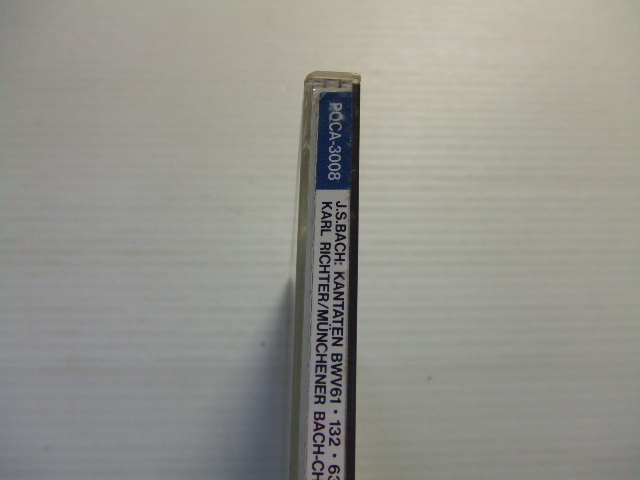 POCA-3008
J.S.BACH: KANTATEN BWV61・132・63
KARL RICHTER/MÜNCHENER BACH-CH